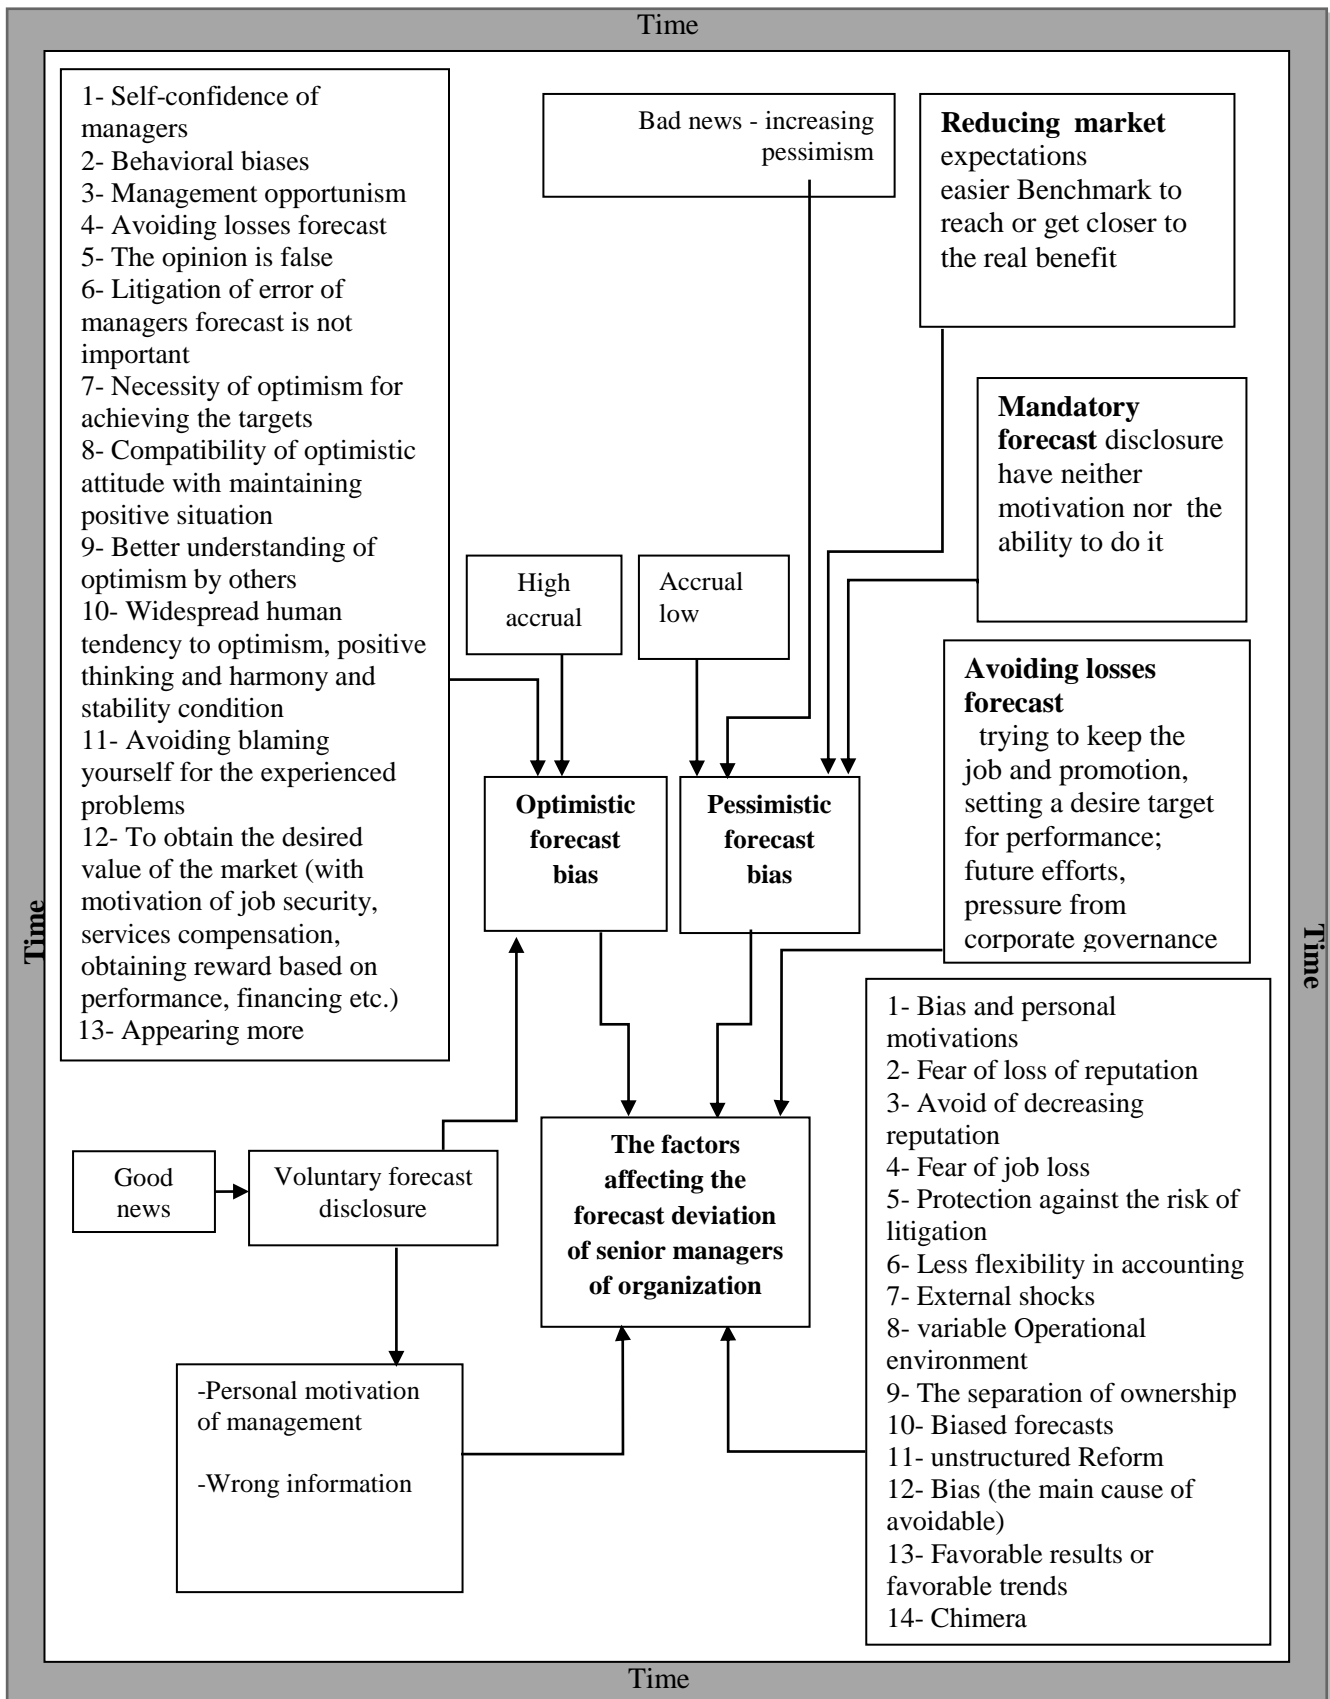 Time
1- Self-confidence of
managers
2- Behavioral biases
3- Management opportunism
4- Avoiding losses forecast
5- The opinion is false
6- Litigation of error of
managers forecast is not
important
7- Necessity of optimism for
achieving the targets
8- Compatibility of optimistic
attitude with maintaining
positive situation
9- Better understanding of
optimism by others
10- Widespread human
tendency to optimism, positive
thinking and harmony and
stability condition
11- Avoiding blaming
yourself for the experienced
problems
12- To obtain the desired
value of the market (with
motivation of job security,
services compensation,
obtaining reward based on
performance, financing etc.)
13- Appearing more
Bad news - increasing
pessimism
Reducing market
expectations
easier Benchmark to
reach or get closer to
the real benefit
Mandatory
forecast disclosure
have neither
motivation nor the
ability to do it
High
accrual
Accrual
low
Avoiding losses
forecast
trying to keep the
job and promotion,
setting a desire target
for performance;
future efforts,
pressure from
corporate governance
Optimistic
forecast
bias
Pessimistic
forecast
bias
Time
Time
1- Bias and personal
motivations
2- Fear of loss of reputation
3- Avoid of decreasing
reputation
4- Fear of job loss
5- Protection against the risk of
litigation
6- Less flexibility in accounting
7- External shocks
8- variable Operational
environment
9- The separation of ownership
10- Biased forecasts
11- unstructured Reform
12- Bias (the main cause of
avoidable)
13- Favorable results or
favorable trends
14- Chimera
Good
news
Voluntary forecast
disclosure
The factors
affecting the
forecast deviation
of senior managers
of organization
-Personal motivation
of management
-Wrong information
Time